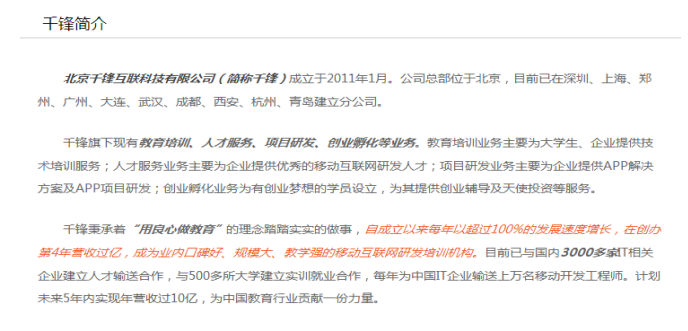 千锋简介
北京千锋互联科技有限公司（简称千锋）成立于2011年1月。公司总部位于北京，目前已在深圳、上海、郑
州、广州、大连、武汉、成都、西安、杭州、青岛建立分公司。
千锋旗下现有教育培训、人才服务、项目研发、创业孵化等业务。教育培训业务主要为大学生、企业提供技
术培训服务；人才服务业务主要为企业提供优秀的移动互联网研发人才；项目研发业务主要为企业提供APP解决
方案及APP项目研发；创业孵化业务为有创业梦想的学员设立，为其提供创业辅导及天使投资等服务。
千锋秉承着“用良心做教育”的理念踏踏实实的做事，自成立以来每年以超过100%的发展速度增长，在创办
第4年营收过亿，成为业内口碑好、规模大、教学强的移动互联网研发培训机构。目前已与国内3000多家IT相关
企业建立人才输送合作，与500多所大学建立实训就业合作，每年为中国IT企业输送上万名移动开发工程师。计划
未来5年内实现年营收过10亿，为中国教育行业贡献一份力量。